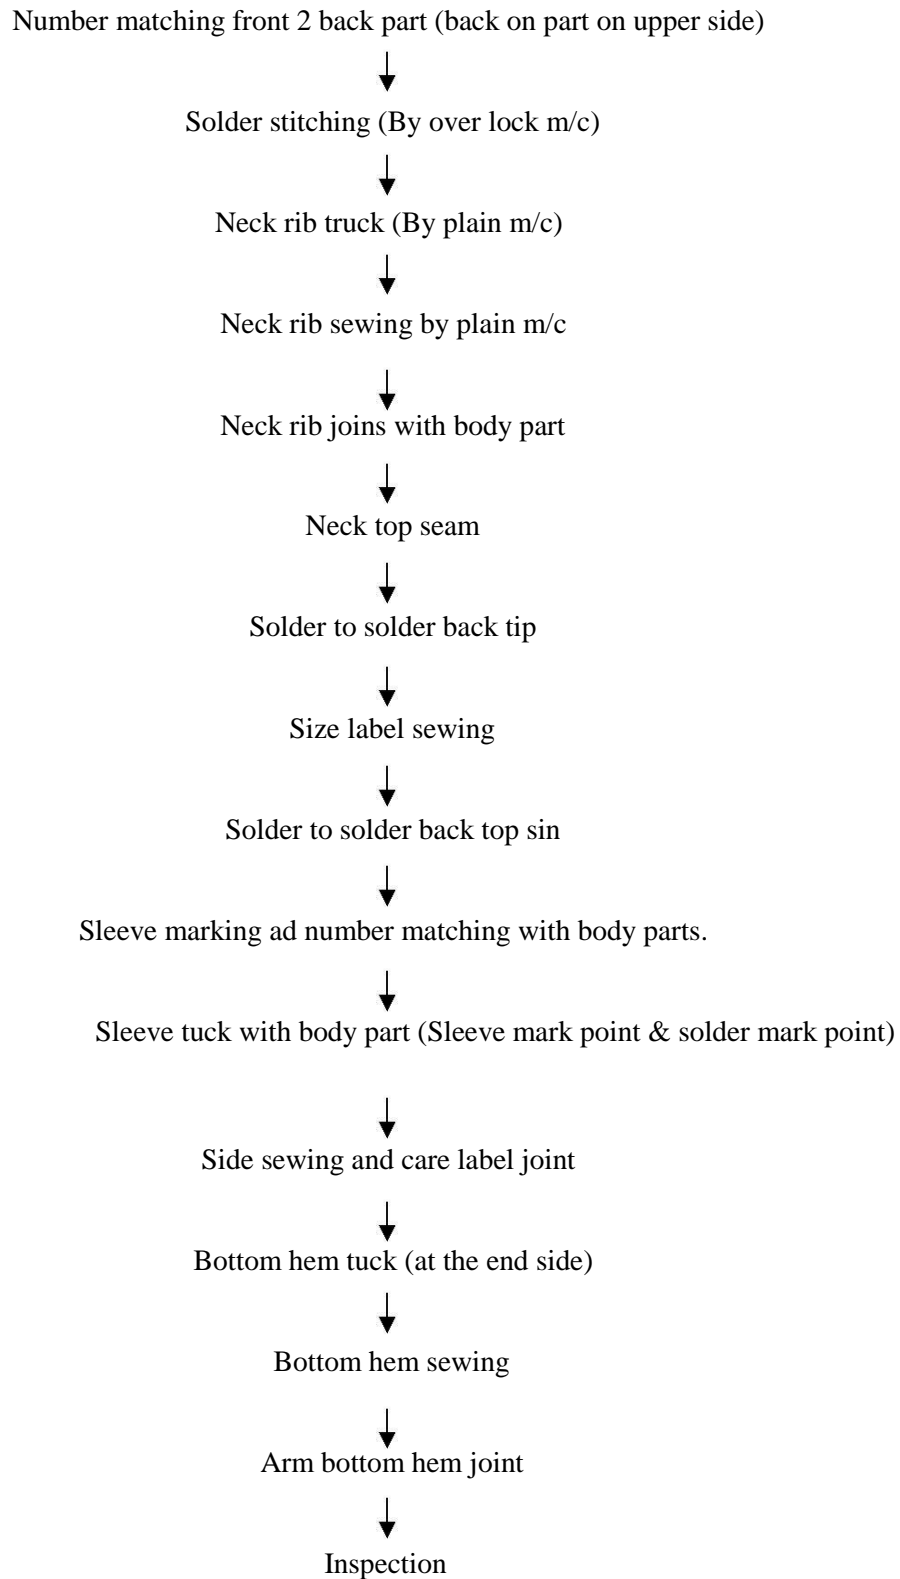 Number matching front 2 back part (back on part on upper side)
Solder stitching (By over lock m/c)
Neck rib truck (By plain m/c)
Neck rib sewing by plain m/c
Neck rib joins with body part
Neck top seam
Solder to solder back tip
Size label sewing
Solder to solder back top sin
Sleeve marking ad number matching with body parts.
Sleeve tuck with body part (Sleeve mark point & solder mark point)
Side sewing and care label joint
Bottom hem tuck (at the end side)
Bottom hem sewing
Arm bottom hem joint
Inspection